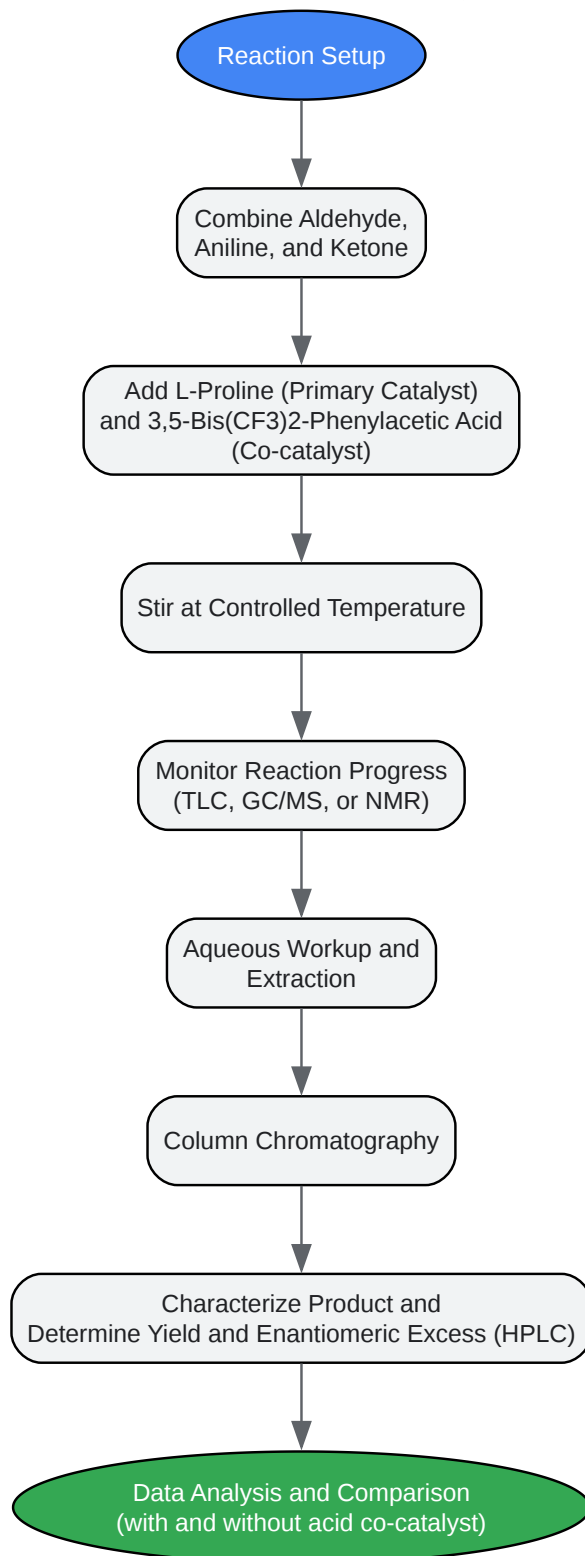 Reaction Setup
Combine Aldehyde,
Aniline, and Ketone
Add L-Proline (Primary Catalyst)
and 3,5-Bis(CF3)2-Phenylacetic Acid
(Co-catalyst)
Stir at Controlled Temperature
Monitor Reaction Progress
(TLC, GC/MS, or NMR)
Aqueous Workup and
Extraction
Column Chromatography
Characterize Product and
Determine Yield and Enantiomeric Excess (HPLC)
Data Analysis and Comparison
(with and without acid co-catalyst)